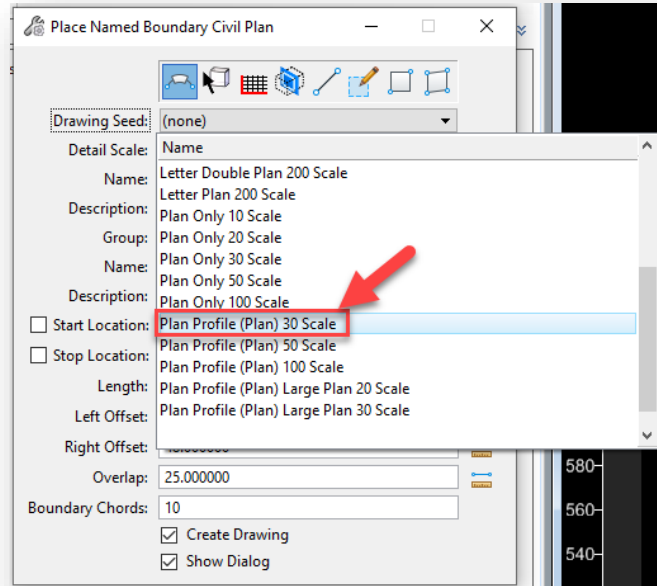 Place Named Boundary Civil Plan
Drawing Seed: (none)
Detail Scale:
Name
Name:
Letter Double Plan 200 Scale
Letter Plan 200 Scale
Description:
Plan Only 10 Scale
Group:
Plan Only 20 Scale
Name:
Plan Only 30 Scale
Plan Only 50 Scale
Description:
Plan Only 100 Scale
Start Location:
Plan Profile (Plan) 30 Scale
Plan Profile (Plan) 50 Scale
Stop Location:
Plan Profile (Plan) 100 Scale
Length:
Plan Profile (Plan) Large Plan 20 Scale
Left Offset:
Plan Profile (Plan) Large Plan 30 Scale
Right Offset:
Overlap: 25.000000
Boundary Chords: 10
Create Drawing
Show Dialog
580
560
540